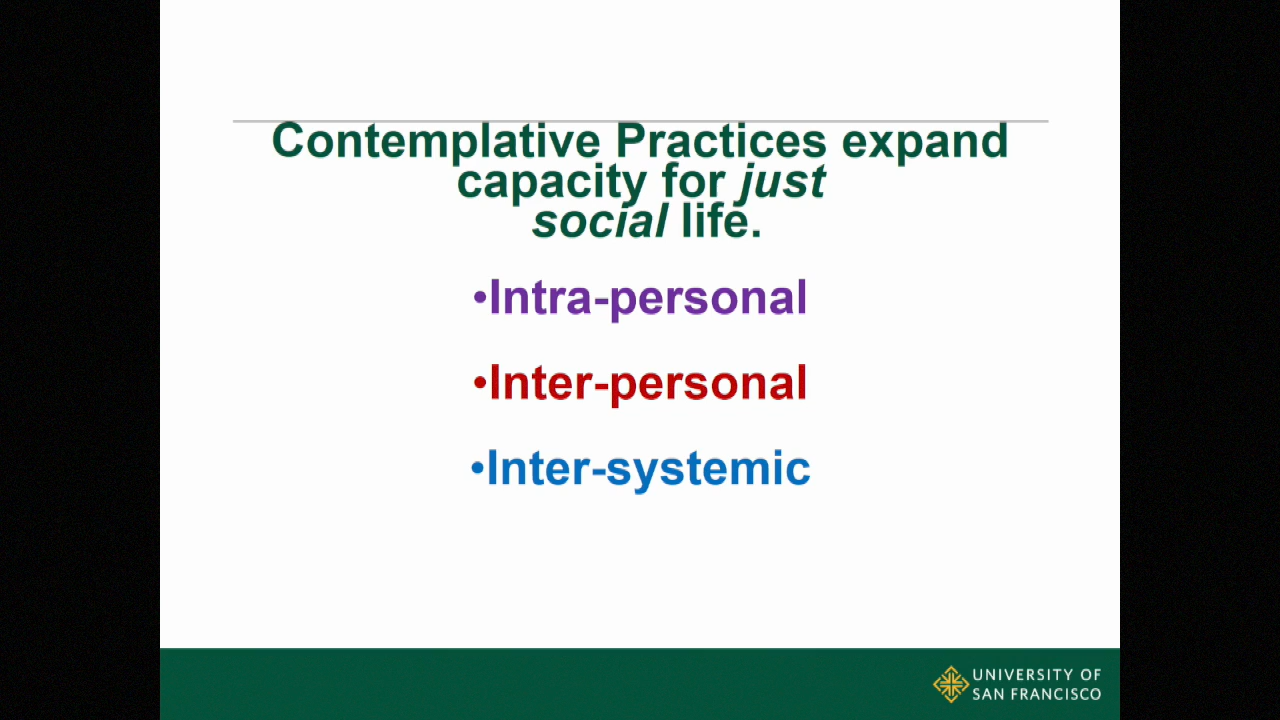 Contemplative Practices expand
capacity for just
social life.
•Intra-personal
•Inter-personal
•Inter-systemic
UNIVERSITY OF
SAN FRANCISCO